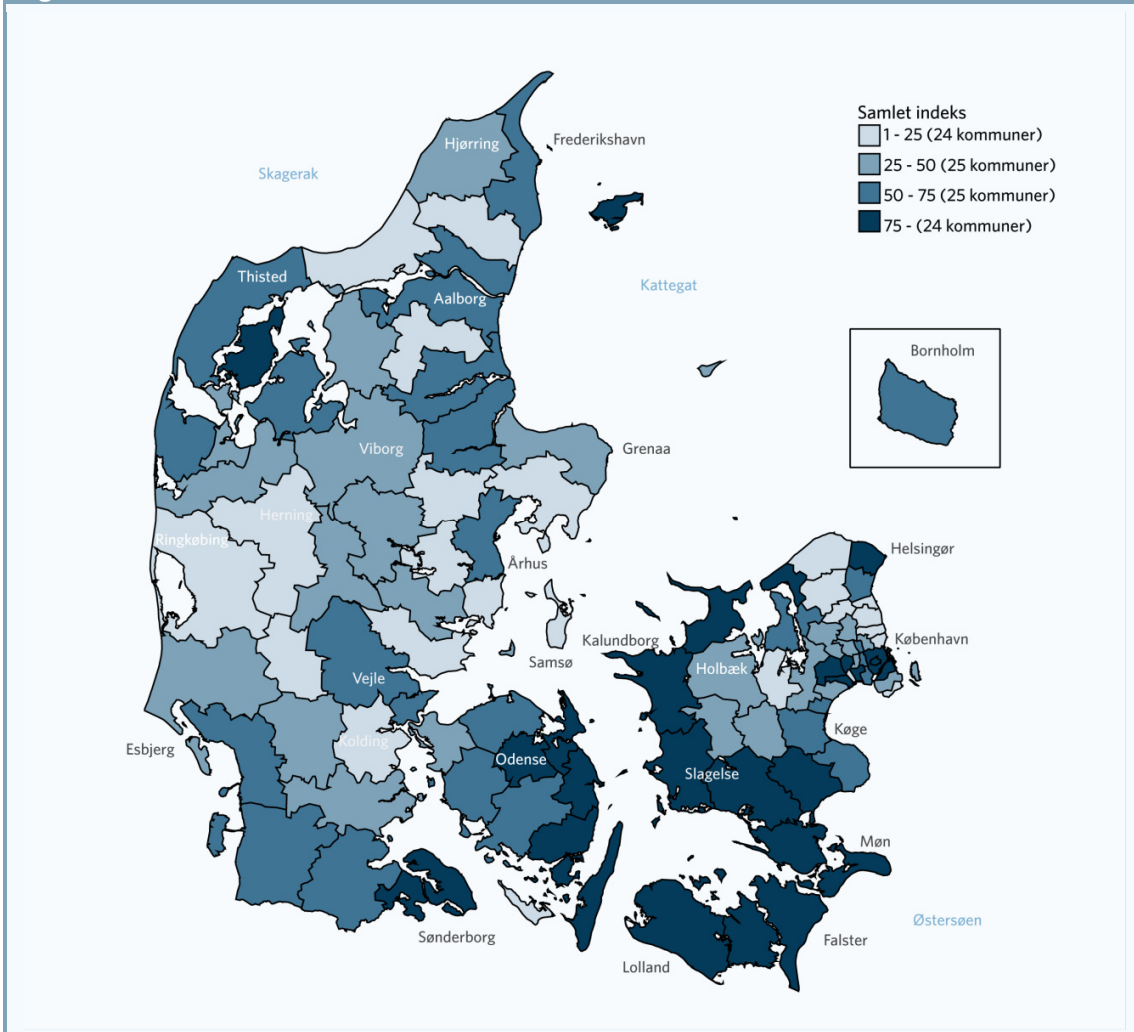 Samlet indeks
1 - 25 (24 kommuner)
25 - 50 (25 kommuner)
50 - 75 (25 kommuner)
75 - (24 kommuner)
Hjørring
Frederikshavn
Skagerak
Thisted
Aalborg
Kattegat
Bornholm
Viborg
Grenaa
Herning
Ringkøbing
Århus
Helsingør
København
Kalundborg
Samsø
Holbæk
Vejle
Køge
Esbjerg
Kolding
Odense
Slagelse
Møn
Østersøen
Sønderborg
Falster
Lolland